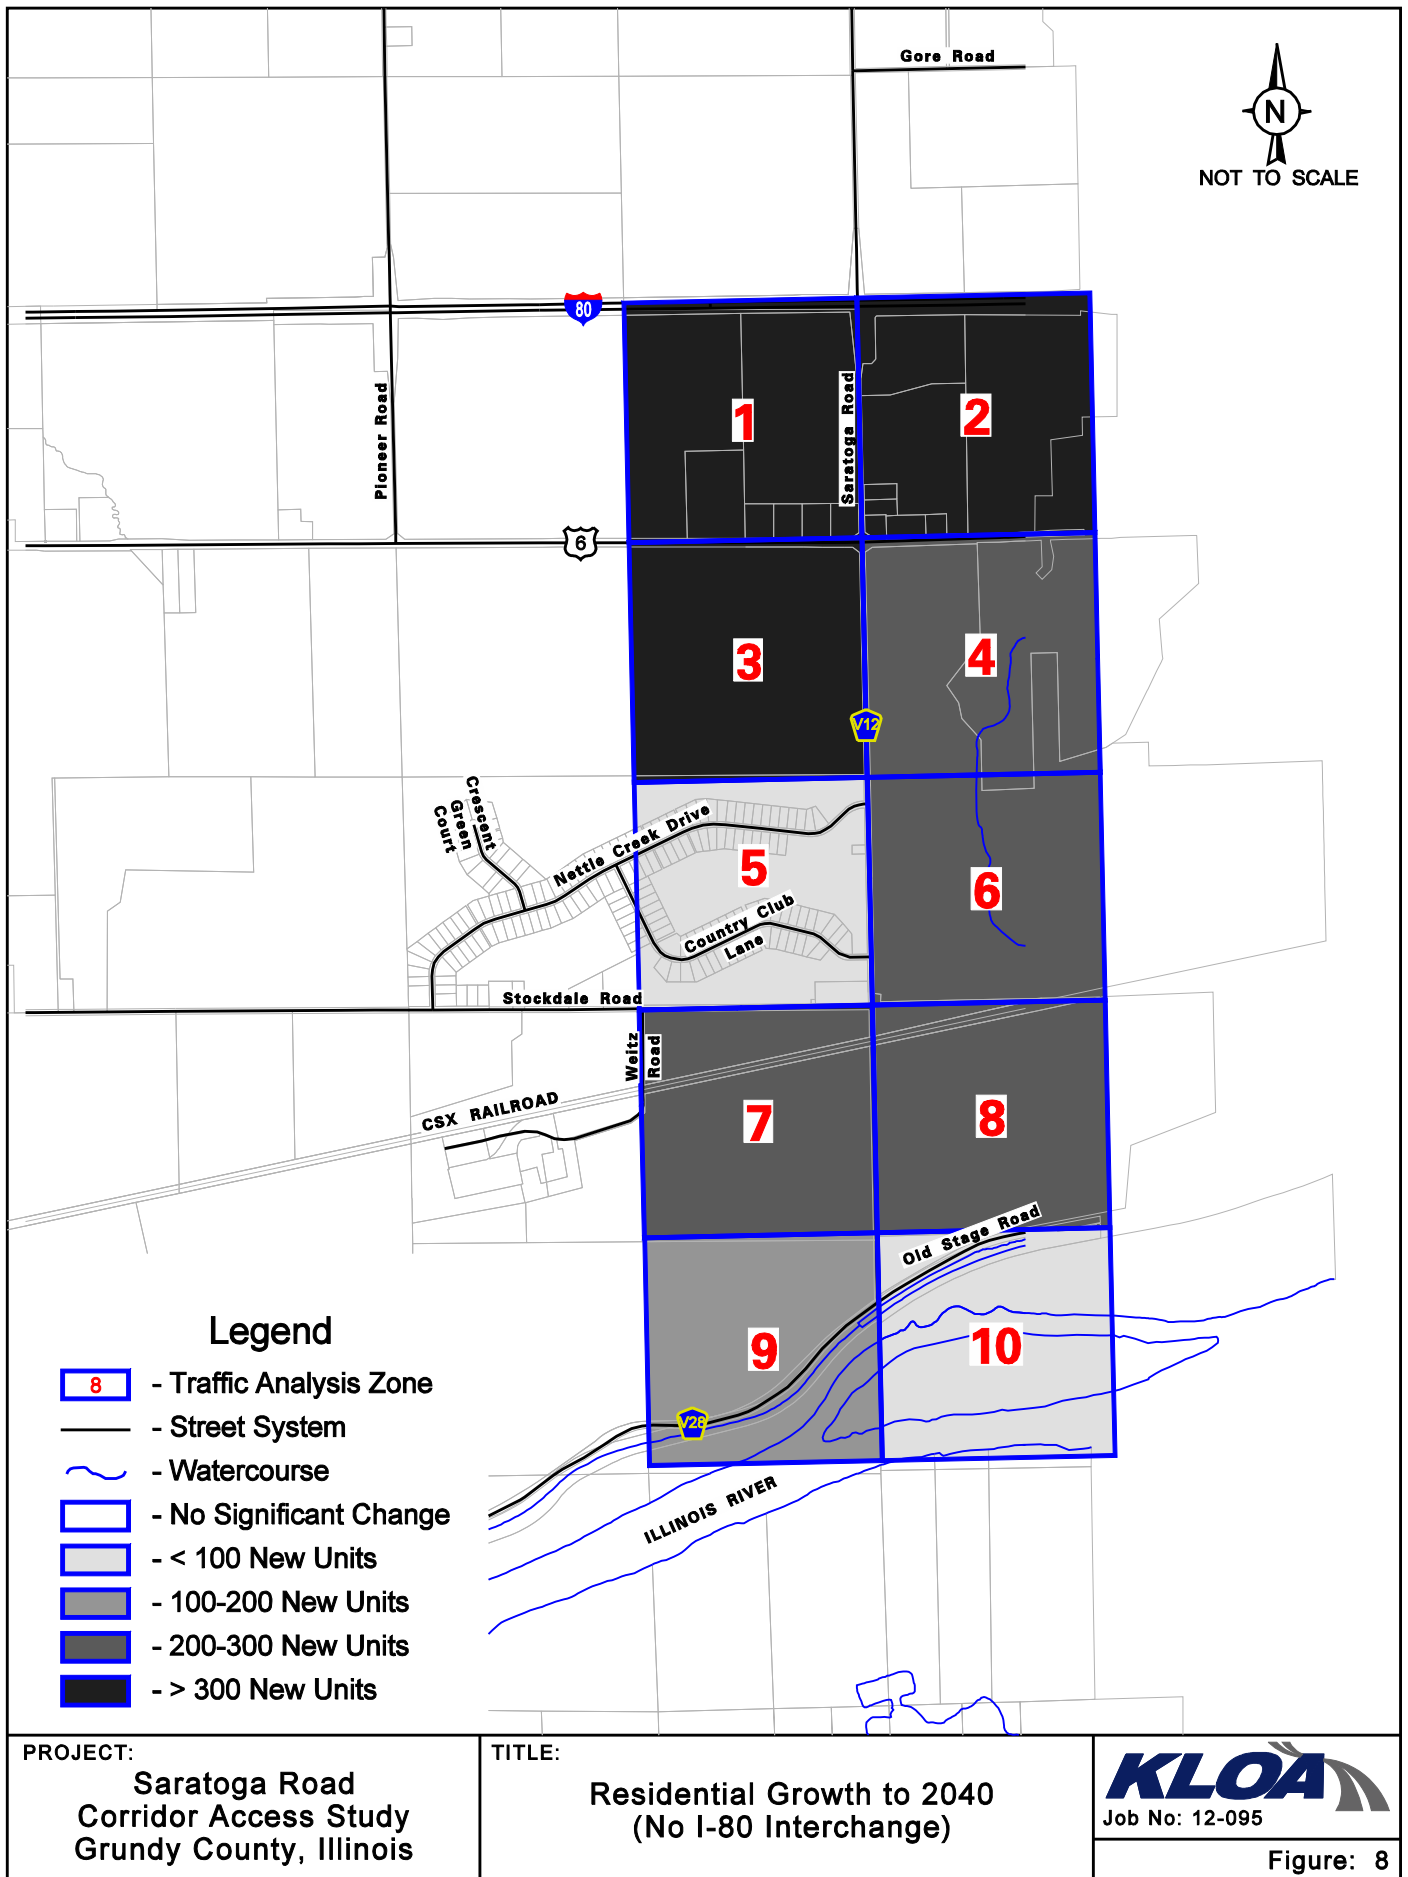 Gore Road
N
NOT TO SCALE
80
Pioneer Road
Saratoga Road
1
2
6
3
4
V12
Crescent
Green
Court
Nettle Creek Drive
5
6
Country Club
Lane
Stockdale Road
Weitz
Road
CSX RAILROAD
7
8
Old Stage Road
9
10
V28
ILLINOIS RIVER
Legend
8 - Traffic Analysis Zone
- Street System
- Watercourse
- No Significant Change
- < 100 New Units
- 100-200 New Units
- 200-300 New Units
- > 300 New Units
PROJECT:
Saratoga Road
Corridor Access Study
Grundy County, Illinois
TITLE:
Residential Growth to 2040
(No I-80 Interchange)
KLOA
Job No: 12-095
Figure: 8